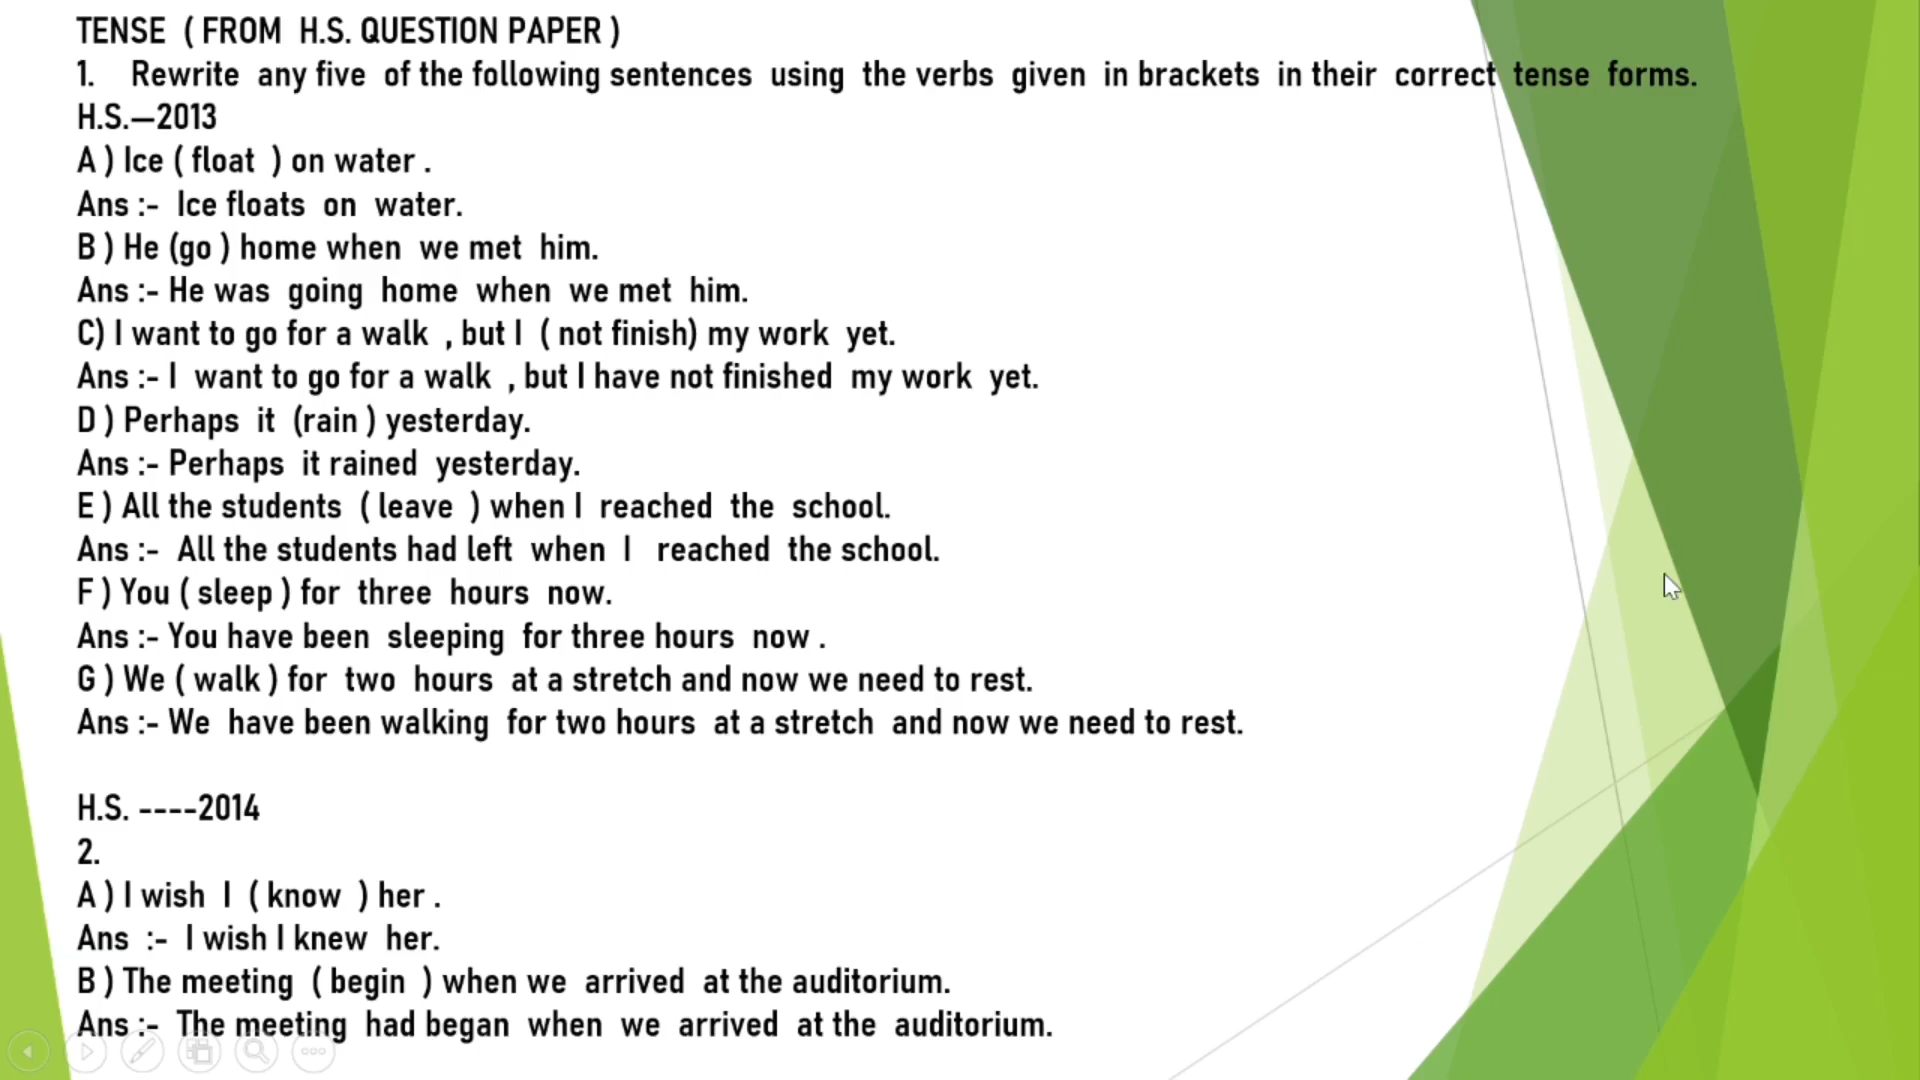 TENSE ( FROM H.S. QUESTION PAPER )
1. Rewrite any five of the following sentences using the verbs given in brackets in their correct tense forms.
H.S.—2013
A ) Ice ( float ) on water .
Ans :- Ice floats on water.
B ) He (go ) home when we met him.
Ans :- He was going home when we met him.
C) I want to go for a walk , but I ( not finish) my work yet.
Ans :- I want to go for a walk , but I have not finished my work yet.
D ) Perhaps it (rain ) yesterday.
Ans :- Perhaps it rained yesterday.
E ) All the students ( leave ) when I reached the school.
Ans :- All the students had left when I reached the school.
F ) You ( sleep ) for three hours now.
Ans :- You have been sleeping for three hours now .
G ) We ( walk ) for two hours at a stretch and now we need to rest.
Ans :- We have been walking for two hours at a stretch and now we need to rest.
H.S. ----2014
2.
A ) I wish I ( know ) her .
Ans :- I wish I knew her.
B ) The meeting ( begin ) when we arrived at the auditorium.
Ans :- The meeting had began when we arrived at the auditorium.